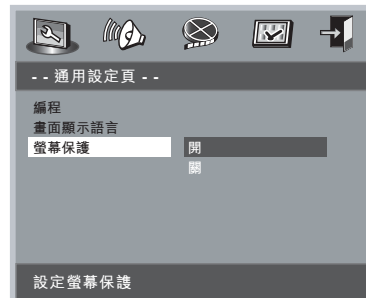 - - 通用設定頁 - -
編程
畫面顯示語言
螢幕保護 開
關
設定螢幕保護